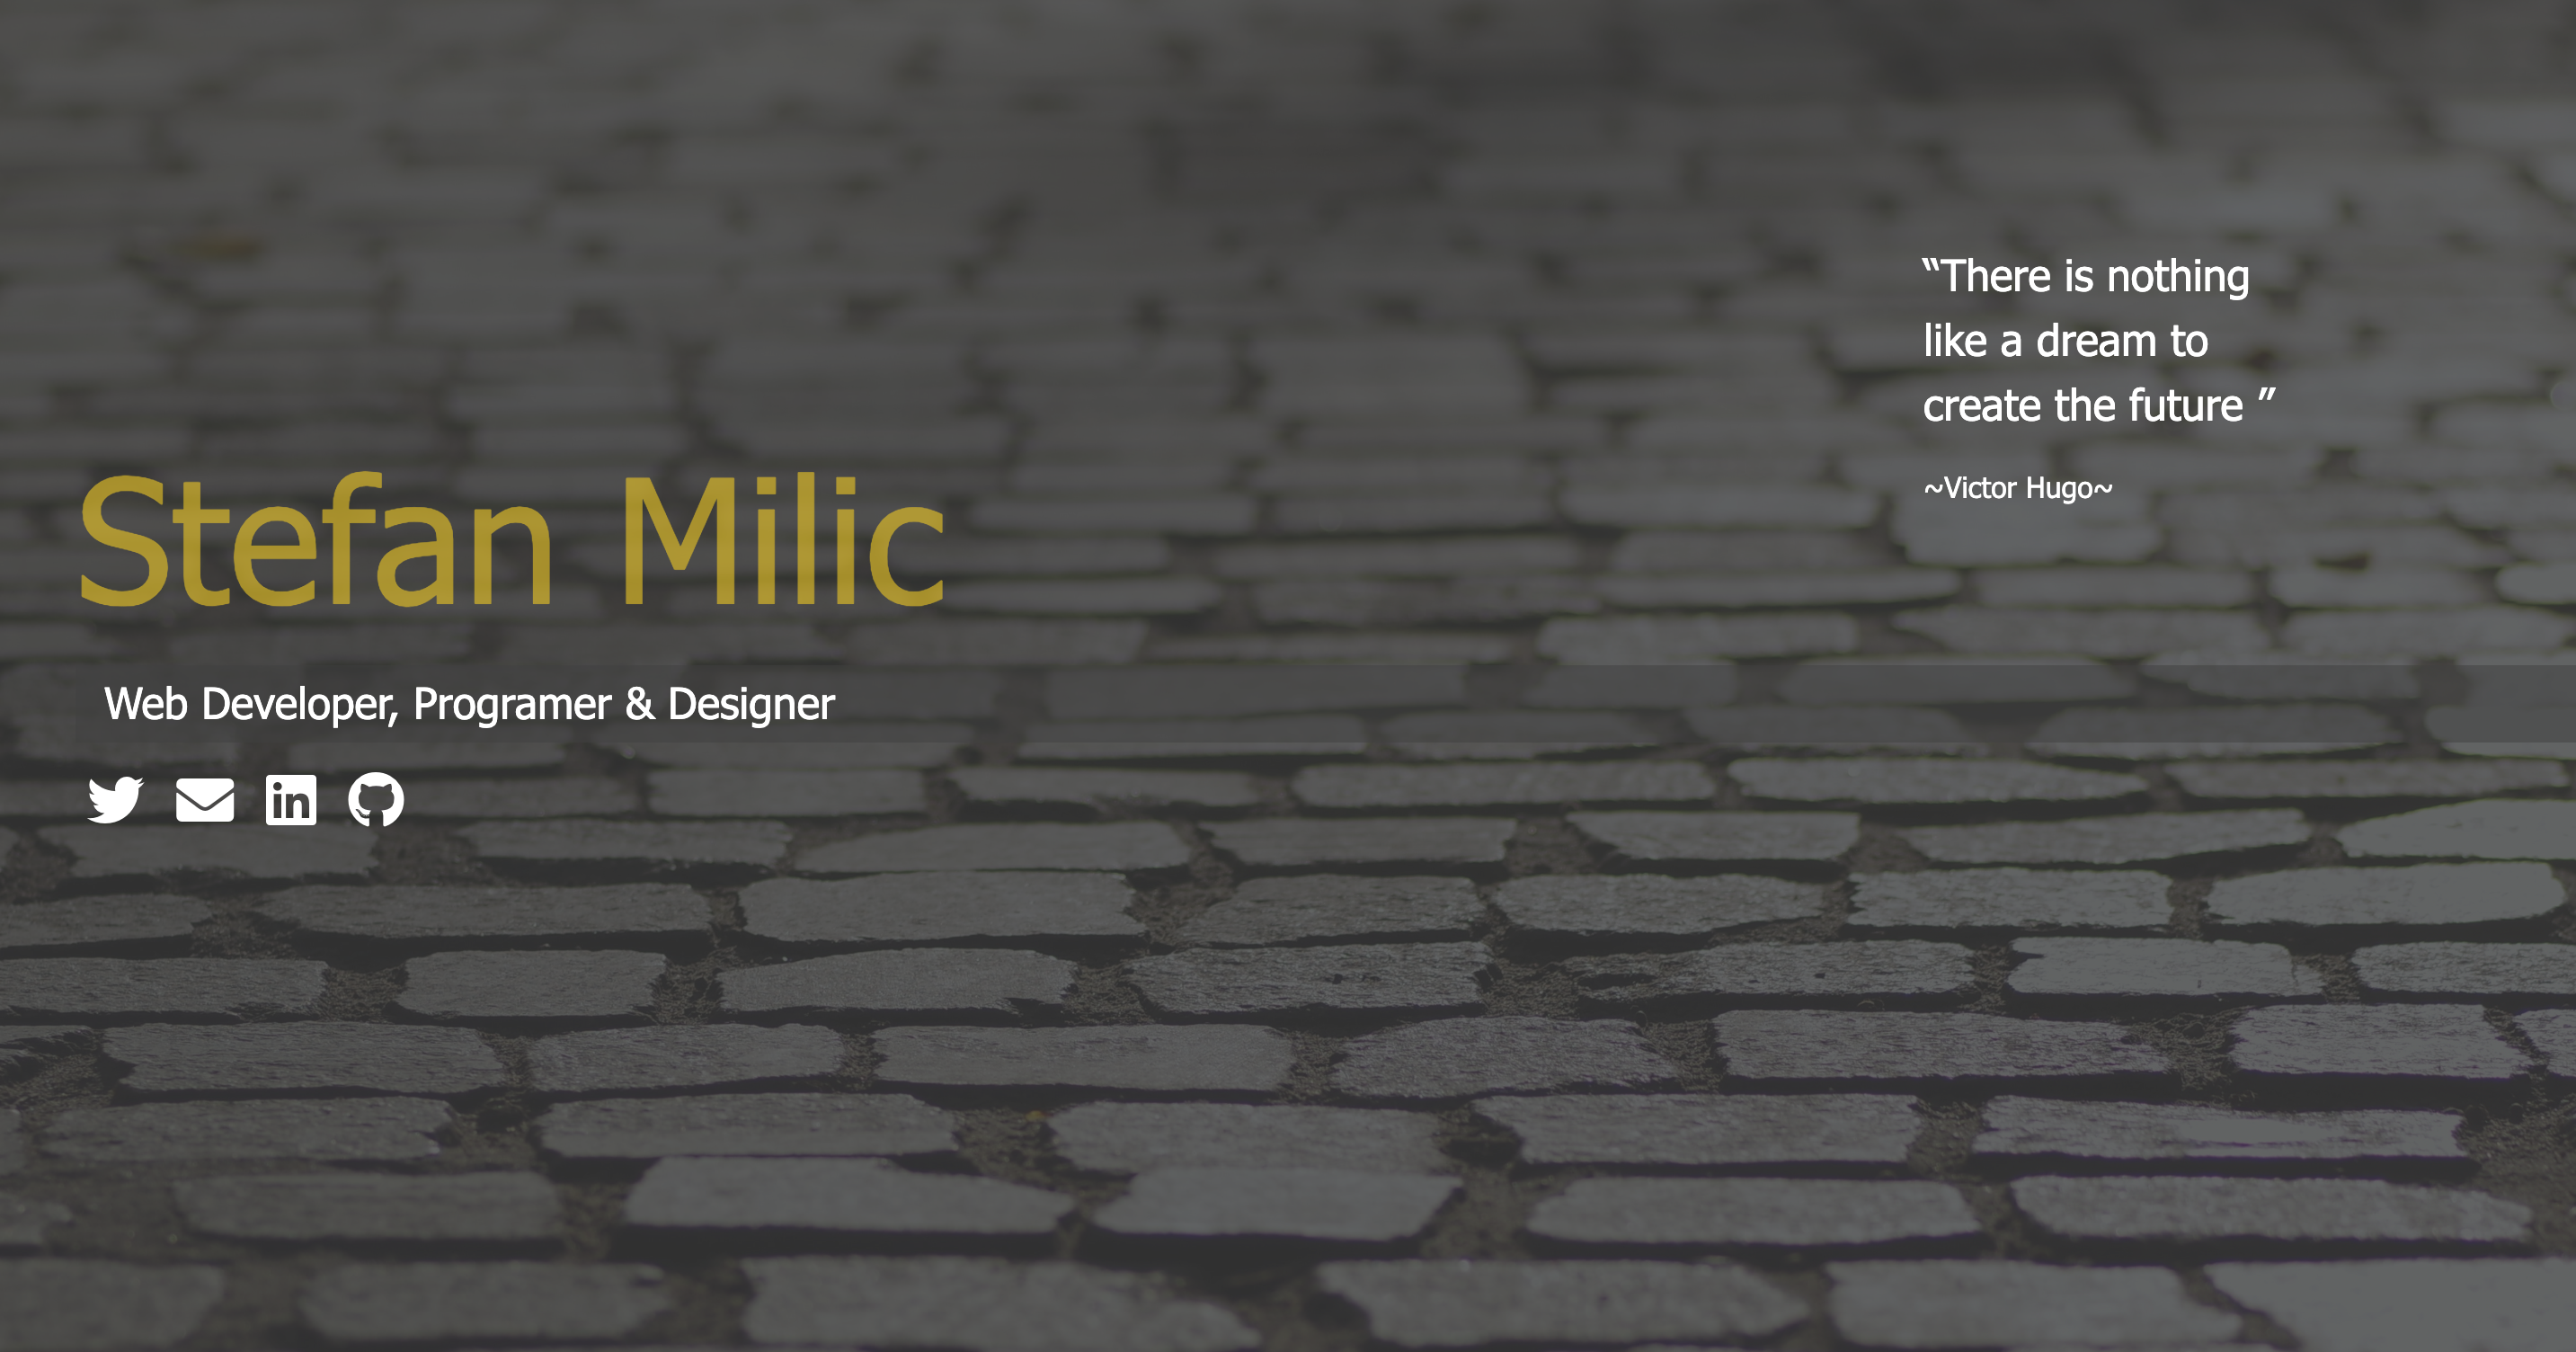 “There is nothing
like a dream to
create the future ”
~Victor Hugo~
Stefan Milic
Web Developer, Programer & Designer